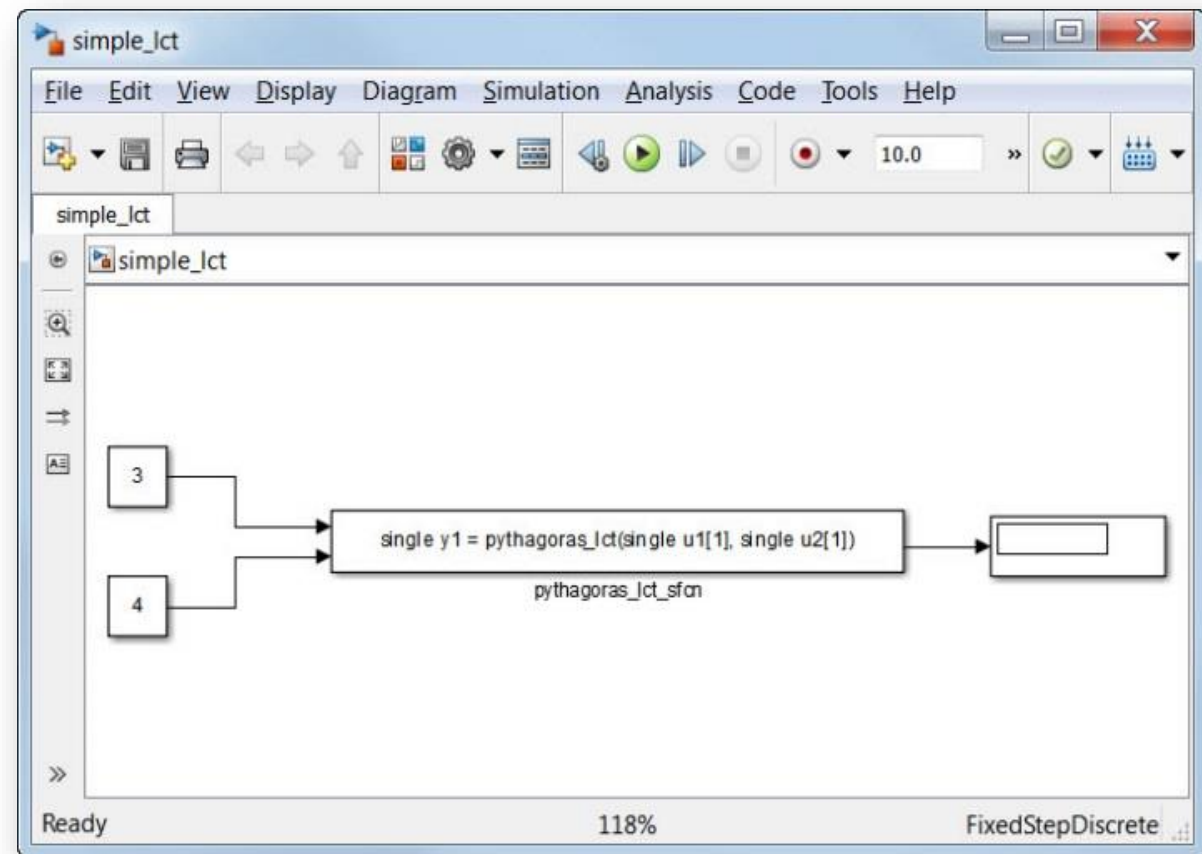 simple_lct
File Edit View Display Diagram Simulation Analysis Code Tools Help
10.0 »
simple_lct
simple_lct
3
single y1 = pythagoras_lct(single u1[1], single u2[1])
pythagoras_lct_sfcn
4
»
Ready 118% FixedStepDiscrete